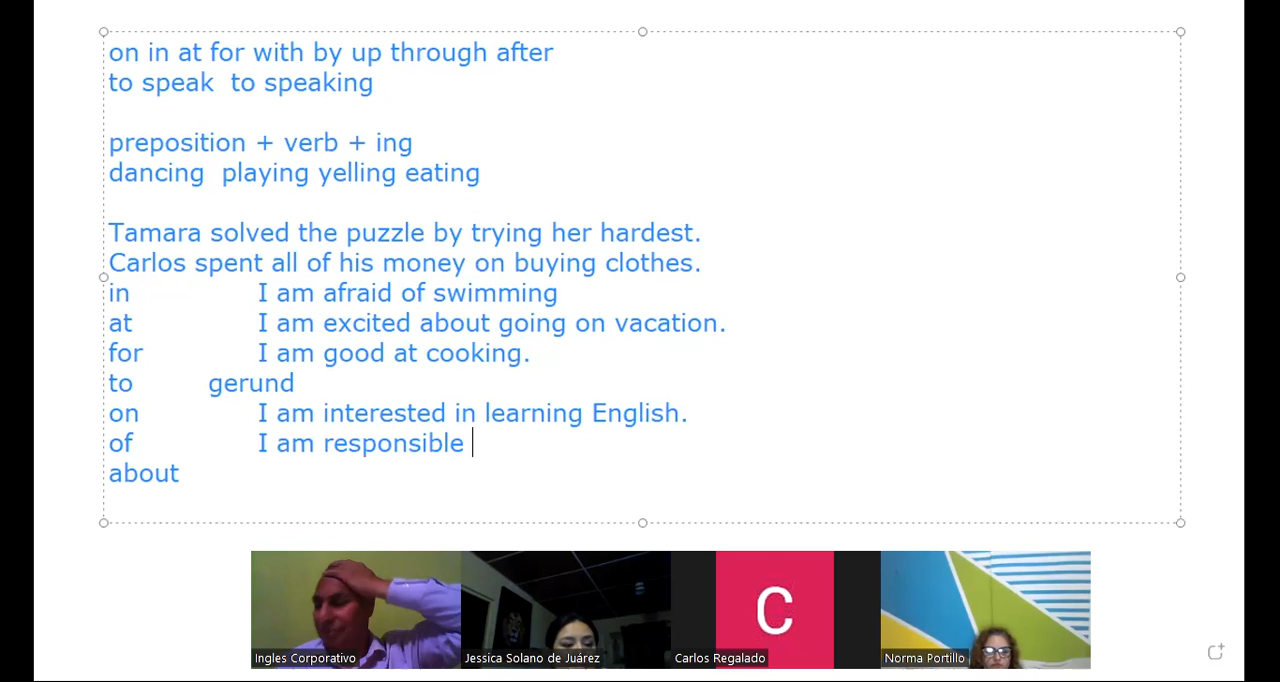 on in at for with by up through after
to speak  to speaking
preposition + verb + ing
dancing  playing yelling eating
Tamara solved the puzzle by trying her hardest.
Carlos spent all of his money on buying clothes.
in I am afraid of swimming
at I am excited about going on vacation.
for I am good at cooking.
to gerund
on I am interested in learning English.
of I am responsible
about
C
Ingles Corporativo
Jessica Solano de Juárez
Carlos Regalado
Norma Portillo